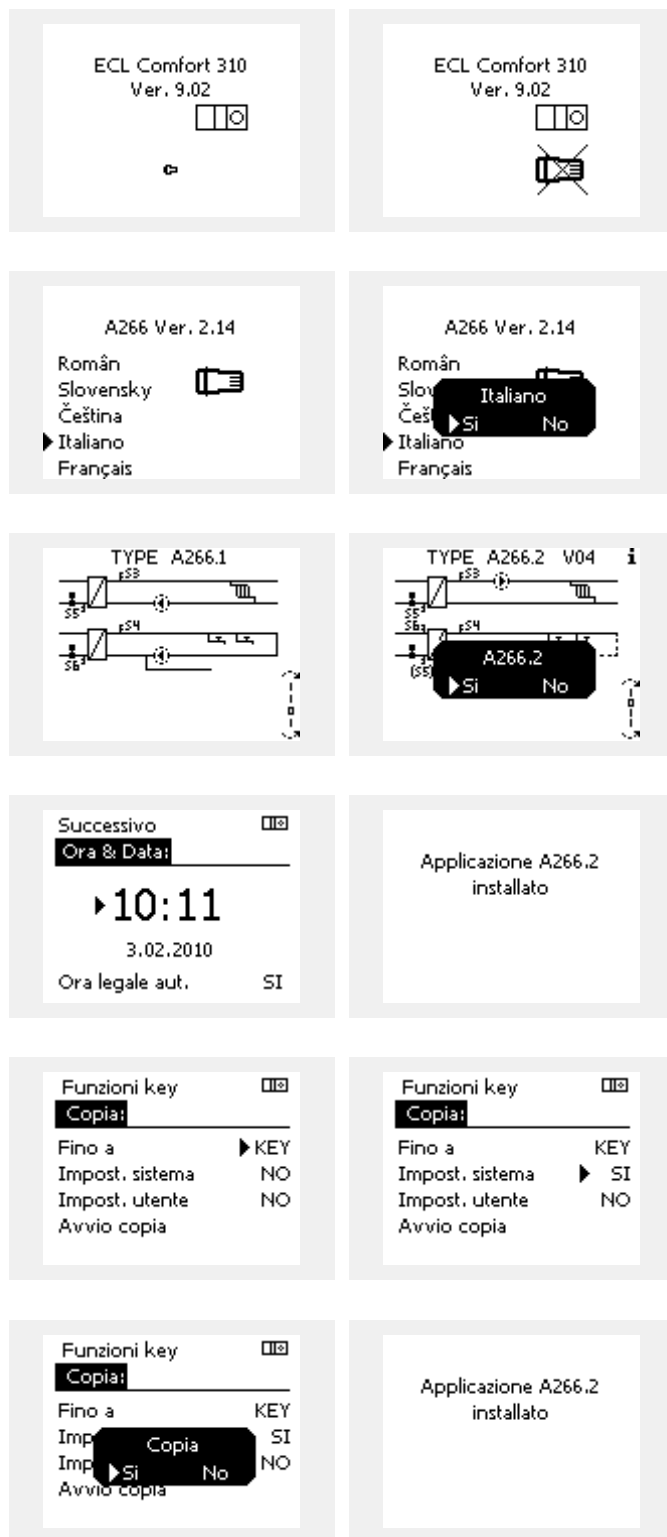 ECL Comfort 310
Ver. 9.02
ECL Comfort 310
Ver. 9.02
A266 Ver. 2.14
Român
Slovensky
Čeština
Italiano
Français
A266 Ver. 2.14
Român
Slov
Češ
Italiano
Français
Italiano
Si No
TYPE A266.1
S3
S5
S4
S6
TYPE A266.2 V04 i
S3
S5
S6
S4
(S5)
A266.2
Si No
Successivo
Ora & Data:
10:11
3.02.2010
Ora legale aut. SI
Applicazione A266.2
installato
Funzioni key
Copia:
Fino a KEY
Impost. sistema NO
Impost. utente NO
Avvio copia
Funzioni key
Copia:
Fino a KEY
Impost. sistema SI
Impost. utente NO
Avvio copia
Funzioni key
Copia:
Fino a KEY
Imp SI
Imp NO
Avvio copia
Copia
Si No
Applicazione A266.2
installato